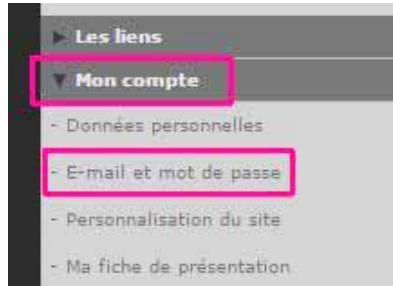 ▶ Les liens
▼ Mon compte
- Données personnelles
- E-mail et mot de passe
- Personnalisation du site
- Ma fiche de présentation